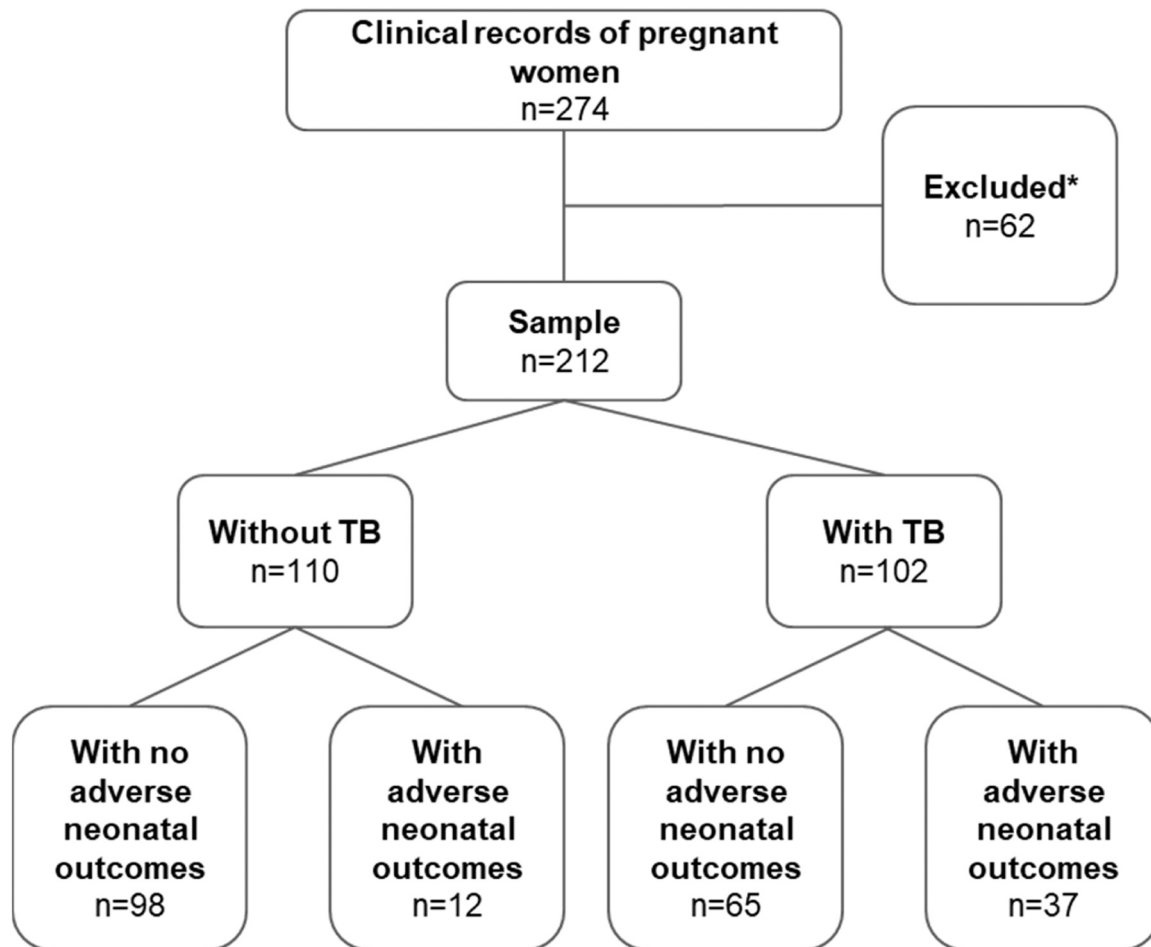 Clinical records of pregnant
women
n=274
Excluded*
n=62
Sample
n=212
Without TB
n=110
With TB
n=102
With no
adverse
neonatal
outcomes
n=98
With
adverse
neonatal
outcomes
n=12
With no
adverse
neonatal
outcomes
n=65
With
adverse
neonatal
outcomes
n=37